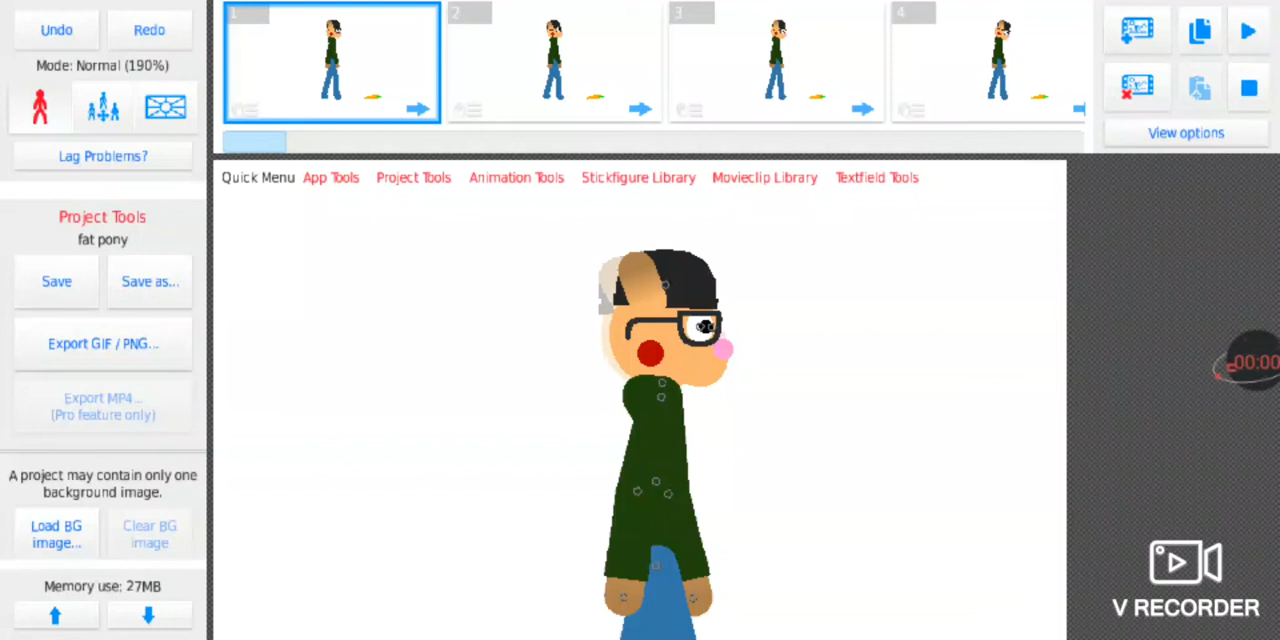 Undo
Redo
Mode: Normal (190%)
Lag Problems?
Project Tools
fat pony
Save
Save as...
Export GIF / PNG...
Export MP4...
(Pro feature only)
A project may contain only one
background image.
Load BG
image...
Clear BG
image
Memory use: 27MB
1
2
3
4
View options
Quick Menu
App Tools
Project Tools
Animation Tools
Stickfigure Library
Movieclip Library
Textfield Tools
V RECORDER